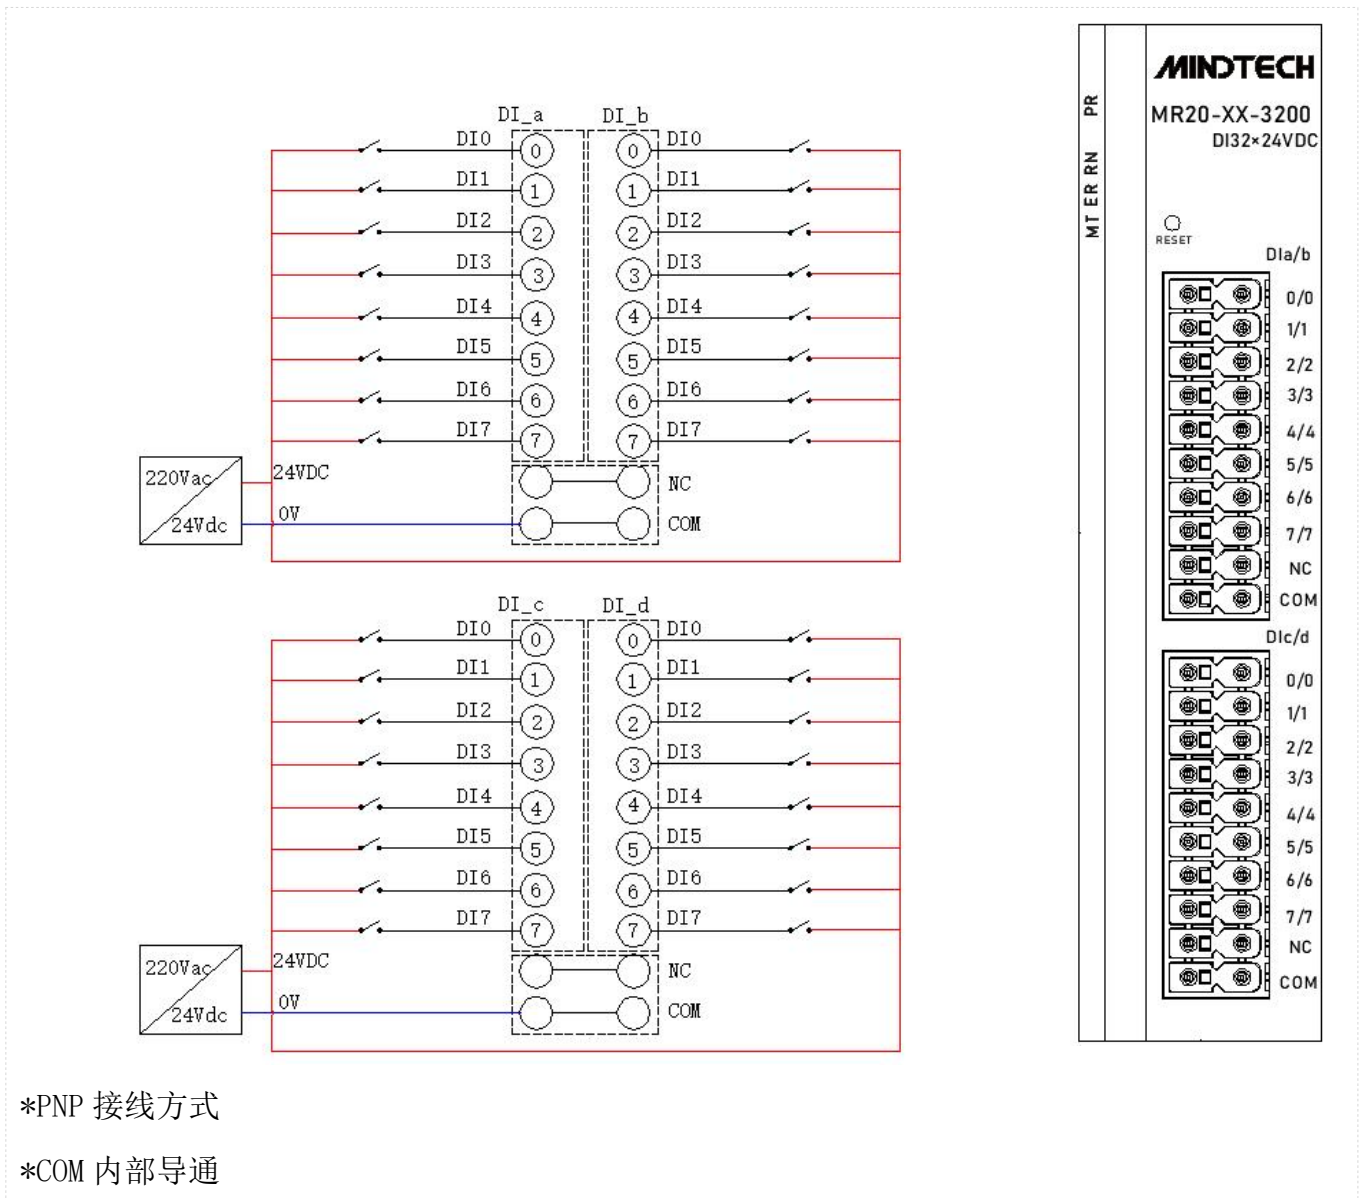 DI_a DI_b
DI0 0 0 DI0
DI1 1 1 DI1
DI2 2 2 DI2
DI3 3 3 DI3
DI4 4 4 DI4
DI5 5 5 DI5
DI6 6 6 DI6
DI7 7 7 DI7
220Vac
24Vdc
24VDC
0V
NC
COM
DI_c DI_d
DI0 0 0 DI0
DI1 1 1 DI1
DI2 2 2 DI2
DI3 3 3 DI3
DI4 4 4 DI4
DI5 5 5 DI5
DI6 6 6 DI6
DI7 7 7 DI7
220Vac
24Vdc
24VDC
0V
NC
COM
MT ER RN PR
MINDTECH
MR20-XX-3200
DI32×24VDC
RESET
DIa/b
0/0
1/1
2/2
3/3
4/4
5/5
6/6
7/7
NC
COM
DIc/d
0/0
1/1
2/2
3/3
4/4
5/5
6/6
7/7
NC
COM
*PNP 接线方式
*COM 内部导通